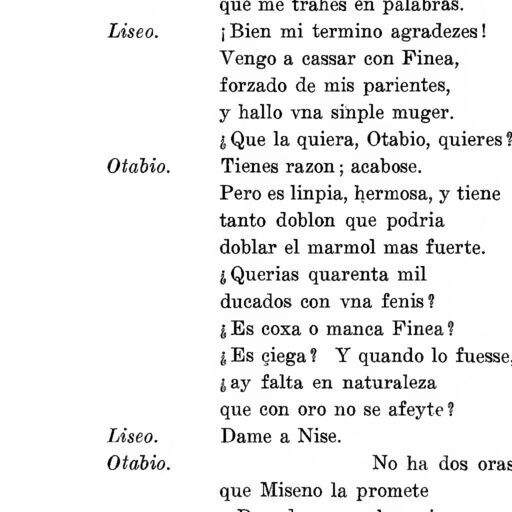 que me trahes en palabras.
Liseo. ¡Bien mi termino agradezes!
Vengo a cassar con Finea,
forzado de mis parientes,
y hallo vna sinple muger.
¿Que la quiera, Otabio, quieres?
Otabio. Tienes razon; acabose.
Pero es linpia, hermosa, y tiene
tanto doblon que podria
doblar el marmol mas fuerte.
¿Querias quarenta mil
ducados con vna fenis?
¿Es coxa o manca Finea?
¿Es çiega? Y quando lo fuesse,
¿ay falta en naturaleza
que con oro no se afeyte?
Liseo. Dame a Nise.
Otabio. No ha dos oras
que Miseno la promete